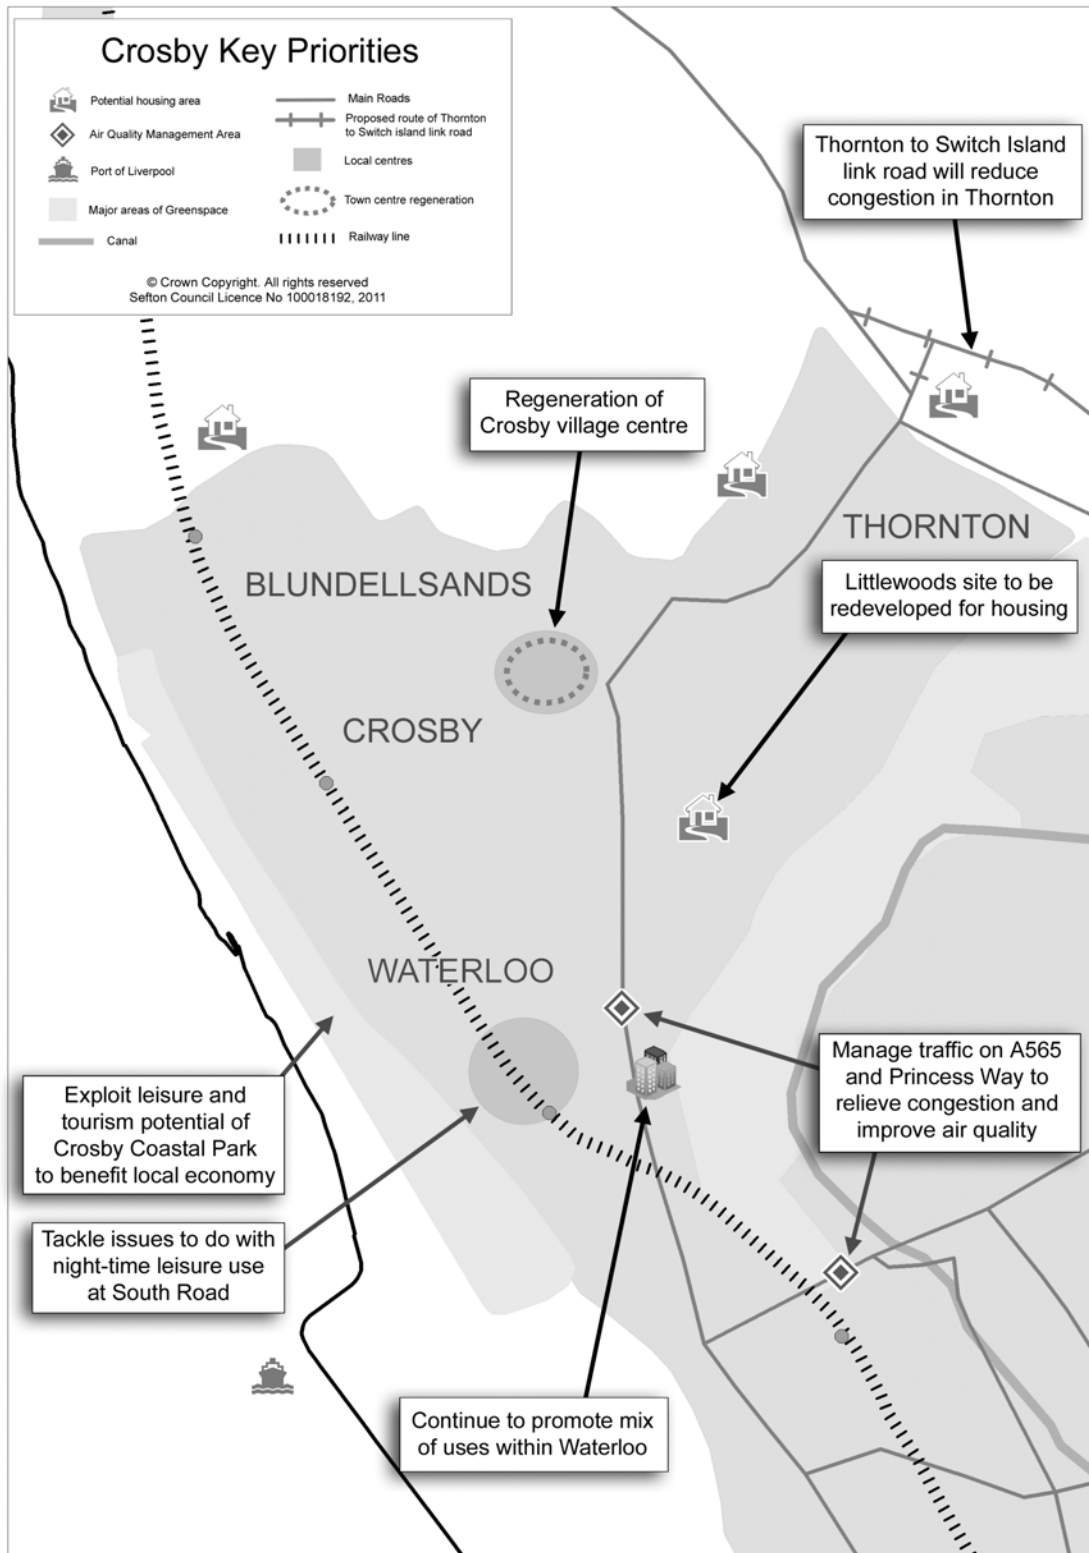 Crosby Key Priorities
Potential housing area
Air Quality Management Area
Port of Liverpool
Major areas of Greenspace
Canal
Main Roads
Proposed route of Thornton
to Switch island link road
Local centres
Town centre regeneration
Railway line
© Crown Copyright. All rights reserved
Sefton Council Licence No 100018192, 2011
Thornton to Switch Island
link road will reduce
congestion in Thornton
Regeneration of
Crosby village centre
THORNTON
BLUNDELLSANDS
Littlewoods site to be
redeveloped for housing
CROSBY
WATERLOO
Manage traffic on A565
and Princess Way to
relieve congestion and
improve air quality
Exploit leisure and
tourism potential of
Crosby Coastal Park
to benefit local economy
Tackle issues to do with
night-time leisure use
at South Road
Continue to promote mix
of uses within Waterloo